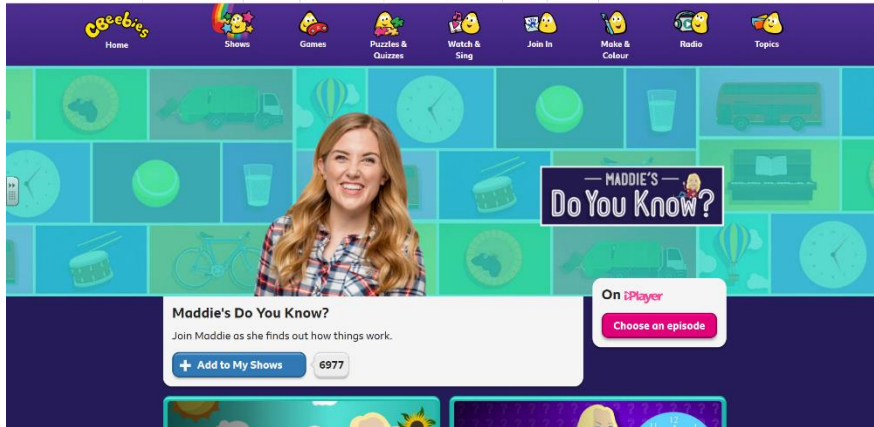 CBeebies
Home
Shows
Games
Puzzles &
Quizzes
Watch &
Sing
Join In
Make &
Colour
Radio
Topics
MADDIE'S
Do You Know?
On iPlayer
Choose an episode
Maddie's Do You Know?
Join Maddie as she finds out how things work.
+ Add to My Shows
6977